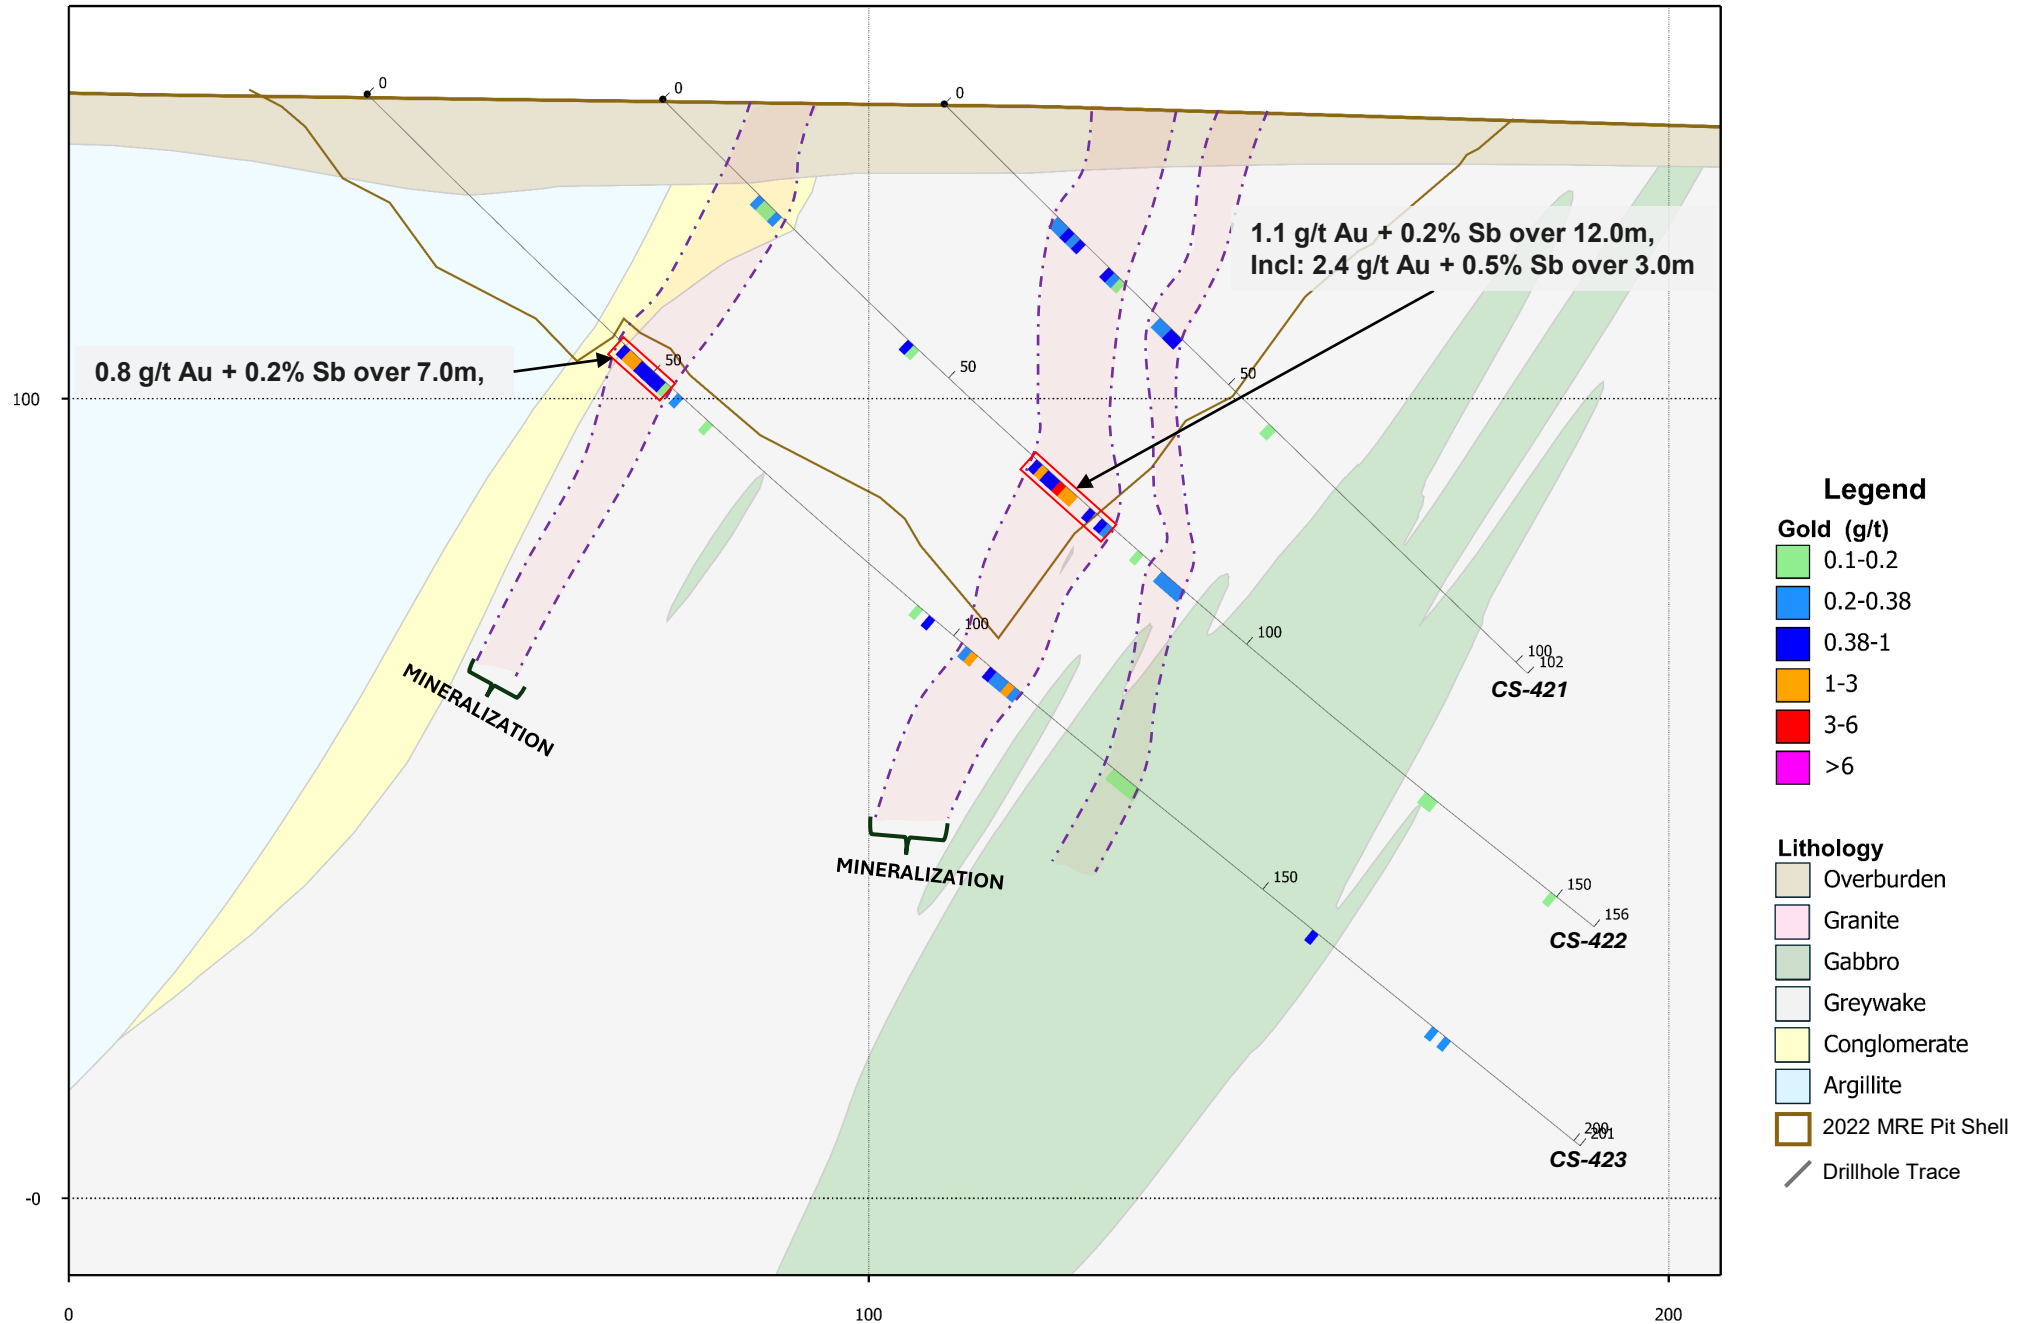 0
0
0
1.1 g/t Au + 0.2% Sb over 12.0m,
Incl: 2.4 g/t Au + 0.5% Sb over 3.0m
0.8 g/t Au + 0.2% Sb over 7.0m,
50
50
50
100
100
100
100
102
CS-421
MINERALIZATION
MINERALIZATION
150
150
156
CS-422
200
201
CS-423
-0
0
100
200
Legend
Gold (g/t)
0.1-0.2
0.2-0.38
0.38-1
1-3
3-6
>6
Lithology
Overburden
Granite
Gabbro
Greywake
Conglomerate
Argillite
2022 MRE Pit Shell
Drillhole Trace